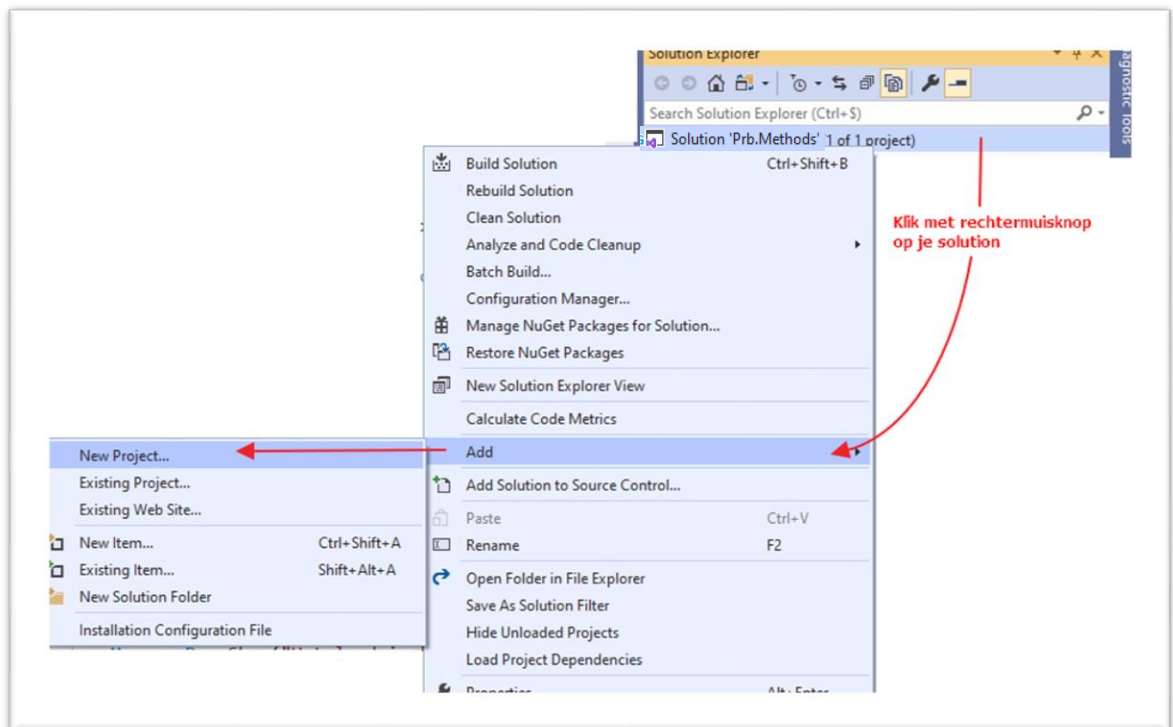 Solution Explorer
Search Solution Explorer (Ctrl+$)
Solution 'Prb.Methods' 1 of 1 project)
agnostic Tools
Klik met rechtermuisknop
op je solution
Build Solution Ctrl+Shift+B
Rebuild Solution
Clean Solution
Analyze and Code Cleanup
Batch Build...
Configuration Manager...
Manage NuGet Packages for Solution...
Restore NuGet Packages
New Solution Explorer View
Calculate Code Metrics
Add
Add Solution to Source Control...
Paste Ctrl+V
Rename F2
Open Folder in File Explorer
Save As Solution Filter
Hide Unloaded Projects
Load Project Dependencies
Properties Alt+Enter
New Project...
Existing Project...
Existing Web Site...
New Item... Ctrl+Shift+A
Existing Item... Shift+Alt+A
New Solution Folder
Installation Configuration File